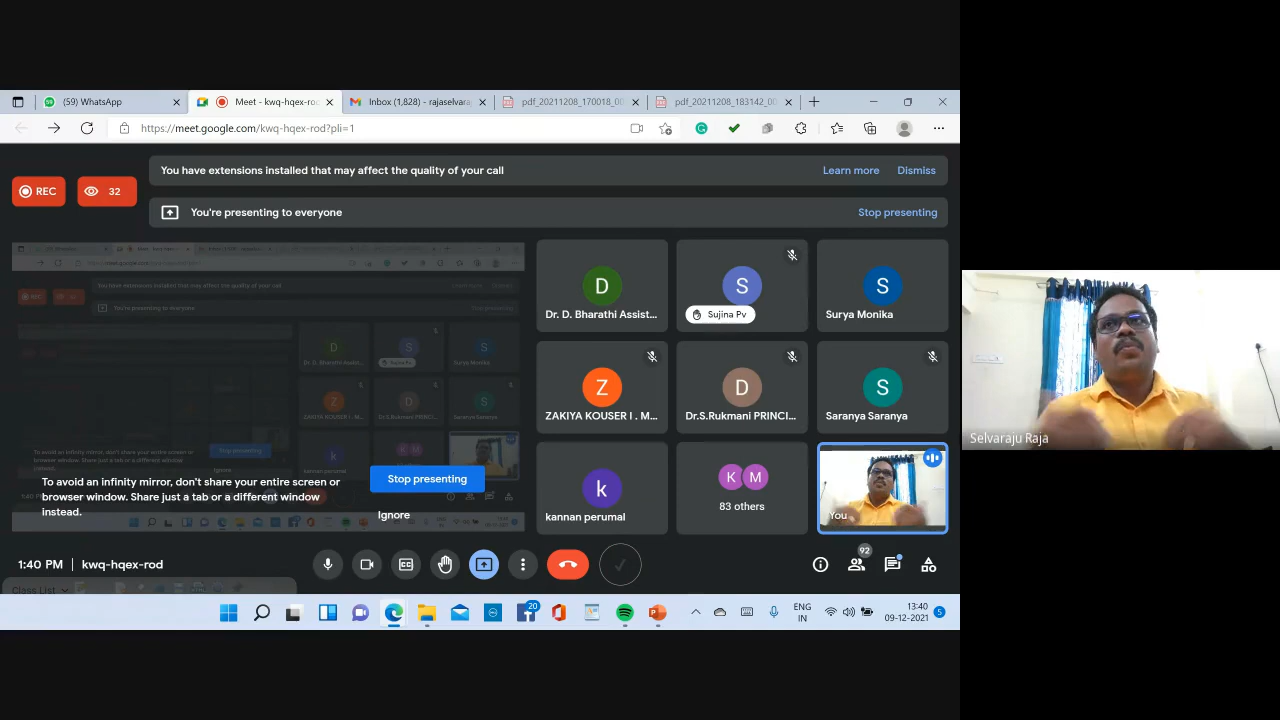 (59) WhatsApp
Meet - kwq-hqex-ro
Inbox (1,828) - rajaselvara
pdf_20211208_170018_00
pdf_20211208_183142_00
https://meet.google.com/kwq-hqex-rod?pli=1
You have extensions installed that may affect the quality of your call
Learn more
Dismiss
REC
32
You're presenting to everyone
Stop presenting
D
Dr. D. Bharathi Assist...
S
Sujina Pv
S
Surya Monika
Z
ZAKIYA KOUSER I . M...
D
Dr.S.Rukmani PRINCI...
S
Saranya Saranya
k
kannan perumal
K M
83 others
You
To avoid an infinity mirror, don't share your entire screen or
browser window. Share just a tab or a different window
instead.
Stop presenting
Ignore
Selvaraju Raja
1:40 PM | kwq-hqex-rod
92
Class List
20
ENG
IN
13:40
09-12-2021
5